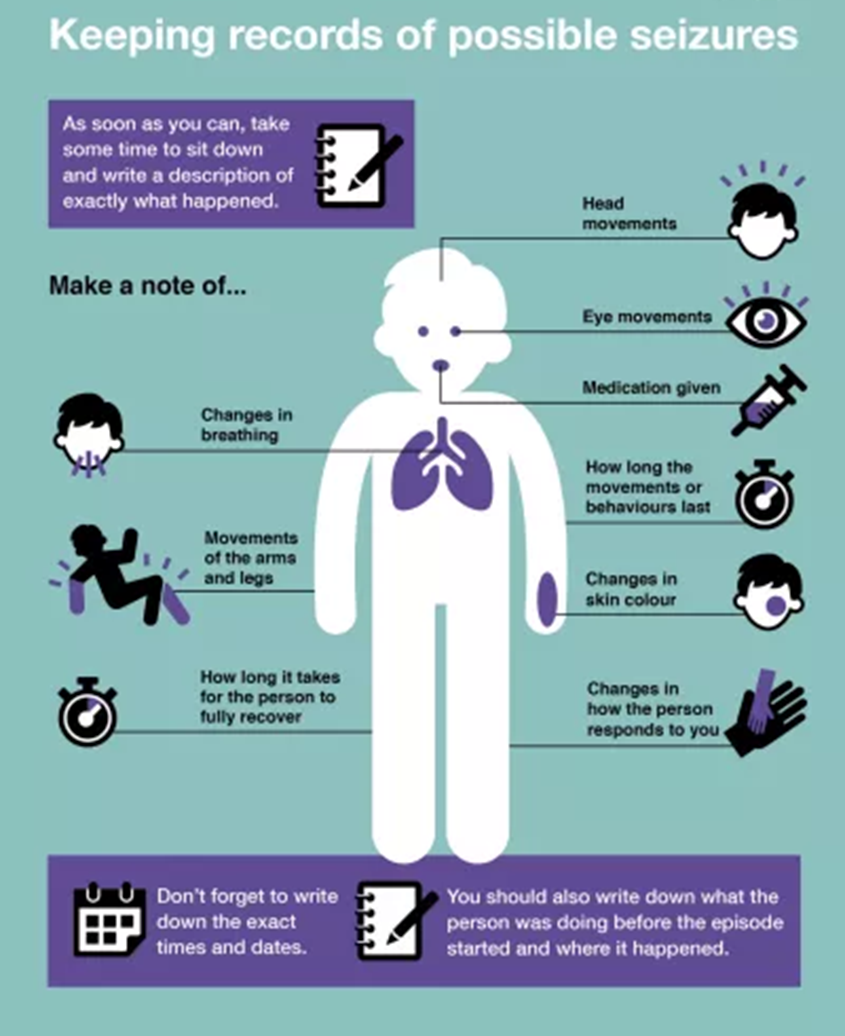 Keeping records of possible seizures
As soon as you can, take
some time to sit down
and write a description of
exactly what happened.
Make a note of...
Head
movements
Eye movements
Medication given
How long the
movements or
behaviours last
Changes in
skin colour
Changes in
how the person
responds to you
Changes in
breathing
Movements
of the arms
and legs
How long it takes
for the person to
fully recover
Don't forget to write
down the exact
times and dates.
You should also write down what the
person was doing before the episode
started and where it happened.